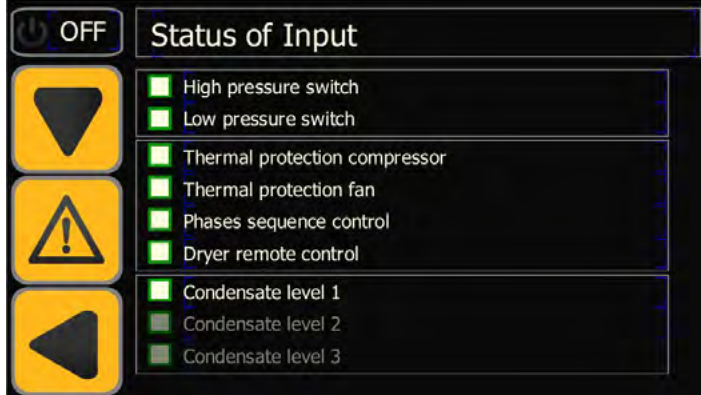 OFF
Status of Input
High pressure switch
Low pressure switch
Thermal protection compressor
Thermal protection fan
Phases sequence control
Dryer remote control
Condensate level 1
Condensate level 2
Condensate level 3